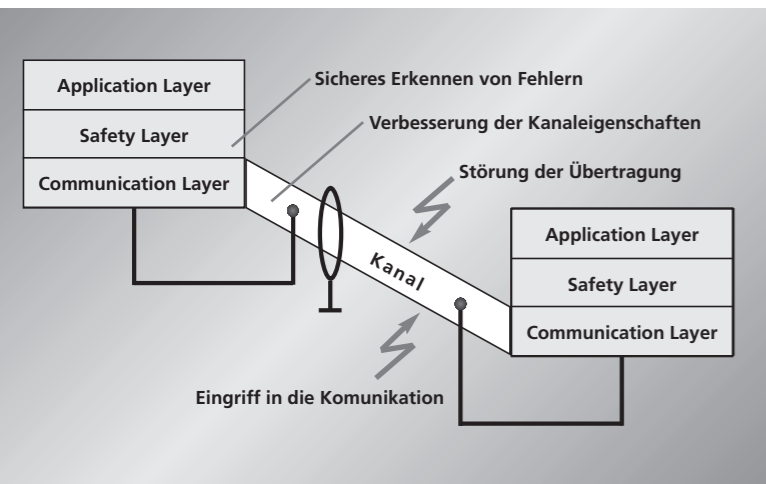 Application Layer
Safety Layer
Communication Layer
Sicheres Erkennen von Fehlern
Verbesserung der Kanaleigenschaften
Störung der Übertragung
Kanal
Eingriff in die Komunikation
Application Layer
Safety Layer
Communication Layer